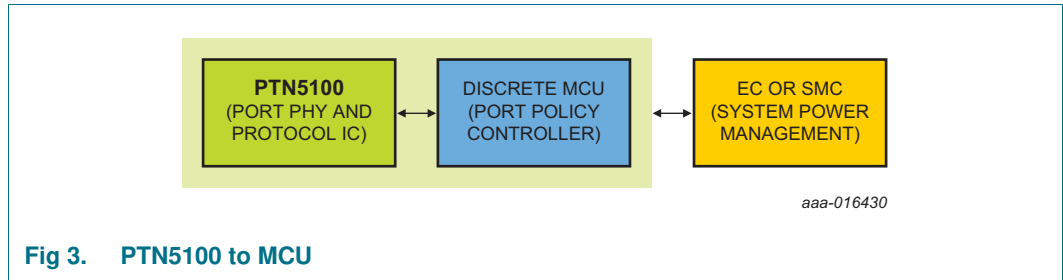 PTN5100
(PORT PHY AND
PROTOCOL IC)
DISCRETE MCU
(PORT POLICY
CONTROLLER)
EC OR SMC
(SYSTEM POWER
MANAGEMENT)
aaa-016430
Fig 3. PTN5100 to MCU